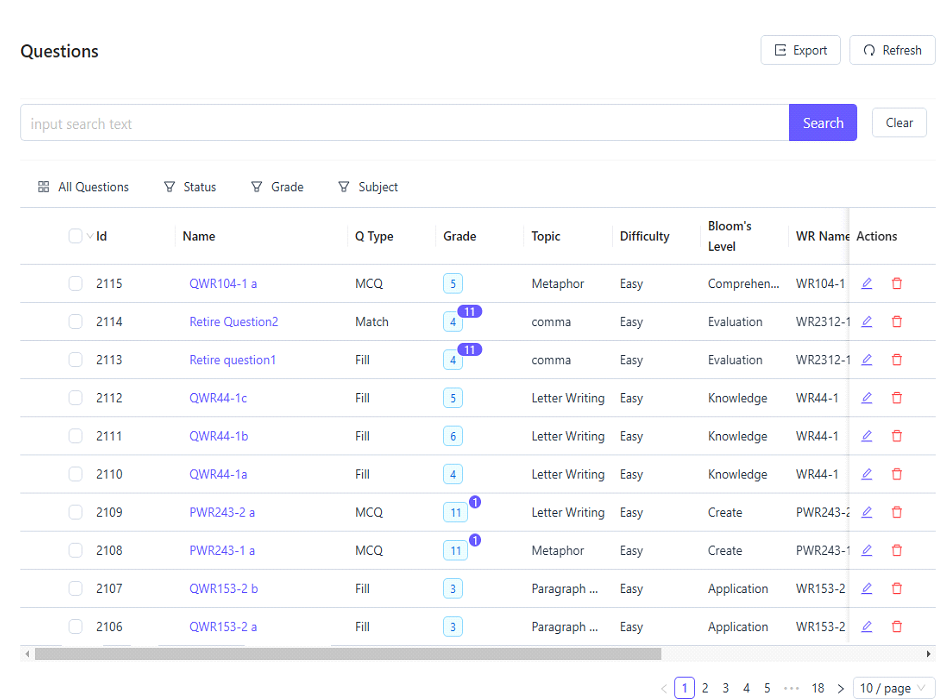 Questions Export Refresh
input search text Search Clear
All Questions Status Grade Subject
Id Name Q Type Grade Topic Difficulty Bloom's Level WR Name Actions
2115 QWR104-1 a MCQ 5 Metaphor Easy Comprehen... WR104-1
2114 Retire Question2 Match 4 11 comma Easy Evaluation WR2312-1
2113 Retire question1 Fill 4 11 comma Easy Evaluation WR2312-1
2112 QWR44-1c Fill 5 Letter Writing Easy Knowledge WR44-1
2111 QWR44-1b Fill 6 Letter Writing Easy Knowledge WR44-1
2110 QWR44-1a Fill 4 Letter Writing Easy Knowledge WR44-1
2109 PWR243-2 a MCQ 11 1 Letter Writing Easy Create PWR243-2
2108 PWR243-1 a MCQ 11 1 Metaphor Easy Create PWR243-1
2107 QWR153-2 b Fill 3 Paragraph ... Easy Application WR153-2
2106 QWR153-2 a Fill 3 Paragraph ... Easy Application WR153-2
1 2 3 4 5 ••• 18 10 / page